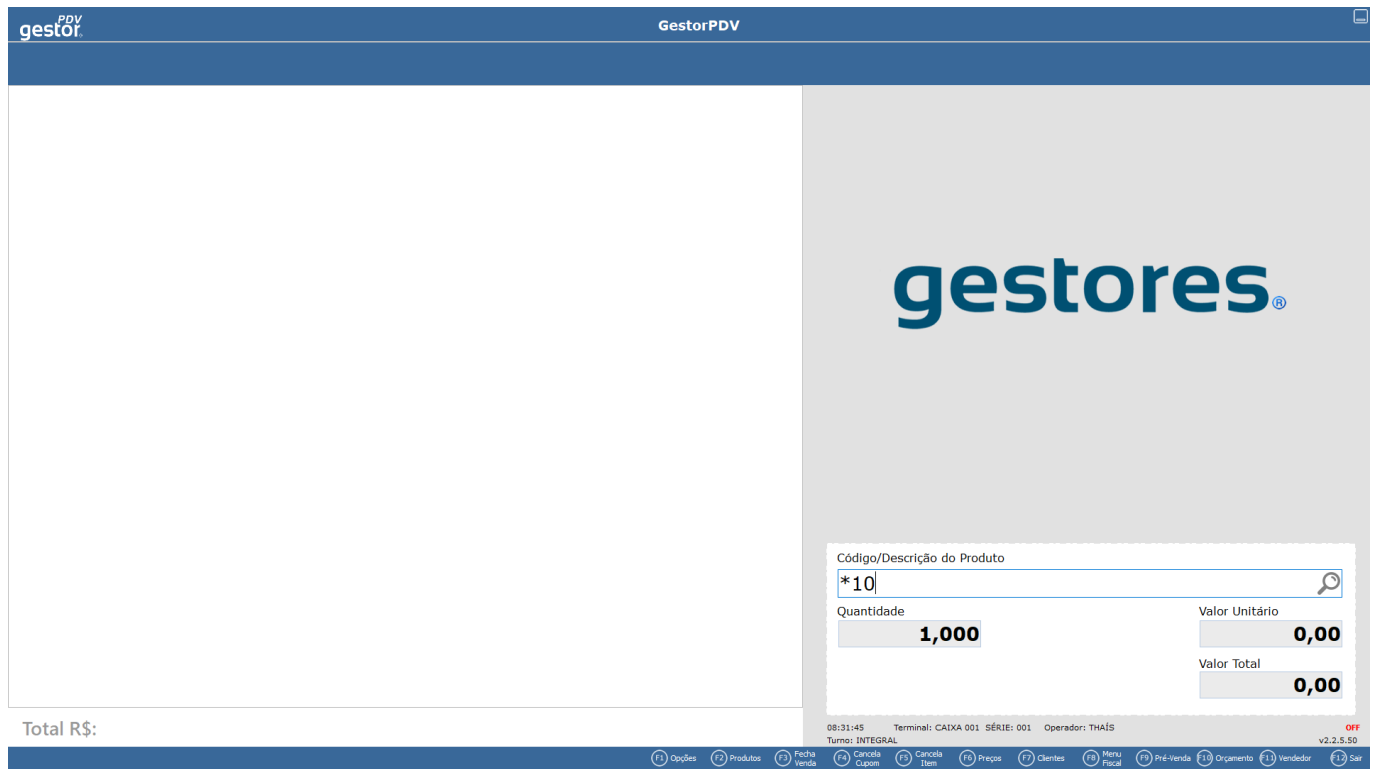 gestor PDV
GestorPDV
gestores®
Código/Descrição do Produto
*10
Quantidade
Valor Unitário
1,000
0,00
Valor Total
0,00
Total R$:
08:31:45 Terminal: CAIXA 001 SÉRIE: 001 Operador: THAÍS OFF
Turno: INTEGRAL v2.2.5.50
F1 Opções F2 Produtos F3 Fecha Venda F4 Cancela Cupom F5 Cancela Item F6 Preços F7 Clientes F8 Menu Fiscal F9 Pré-Venda F10 Orçamento F11 Vendedor F12 Sair